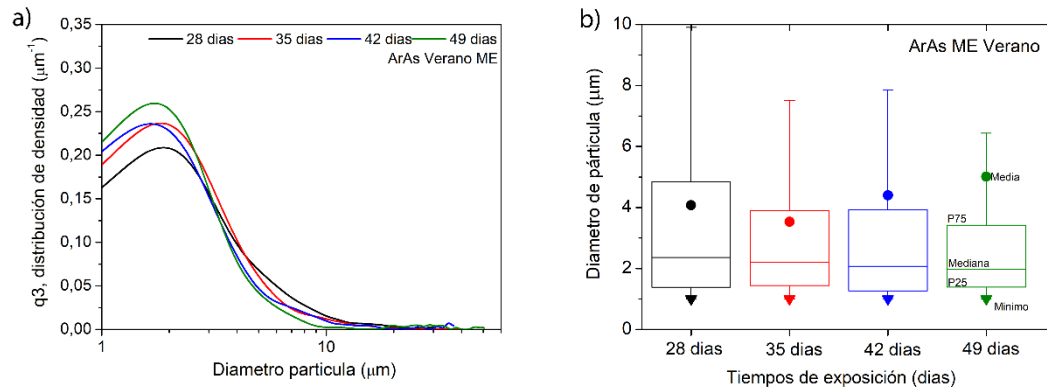 a)
0,35
0,30
0,25
0,20
0,15
0,10
0,05
0,00
q3, distribución de densidad (µm⁻¹)
28 dias 35 dias 42 dias 49 dias
ArAs Verano ME
1 10
Diametro particula (µm)
b)
10
8
6
4
2
0
Diametro de párticula (µm)
ArAs ME Verano
Media
P75
Mediana
P25
Minimo
28 dias 35 dias 42 dias 49 dias
Tiempos de exposición (dias)